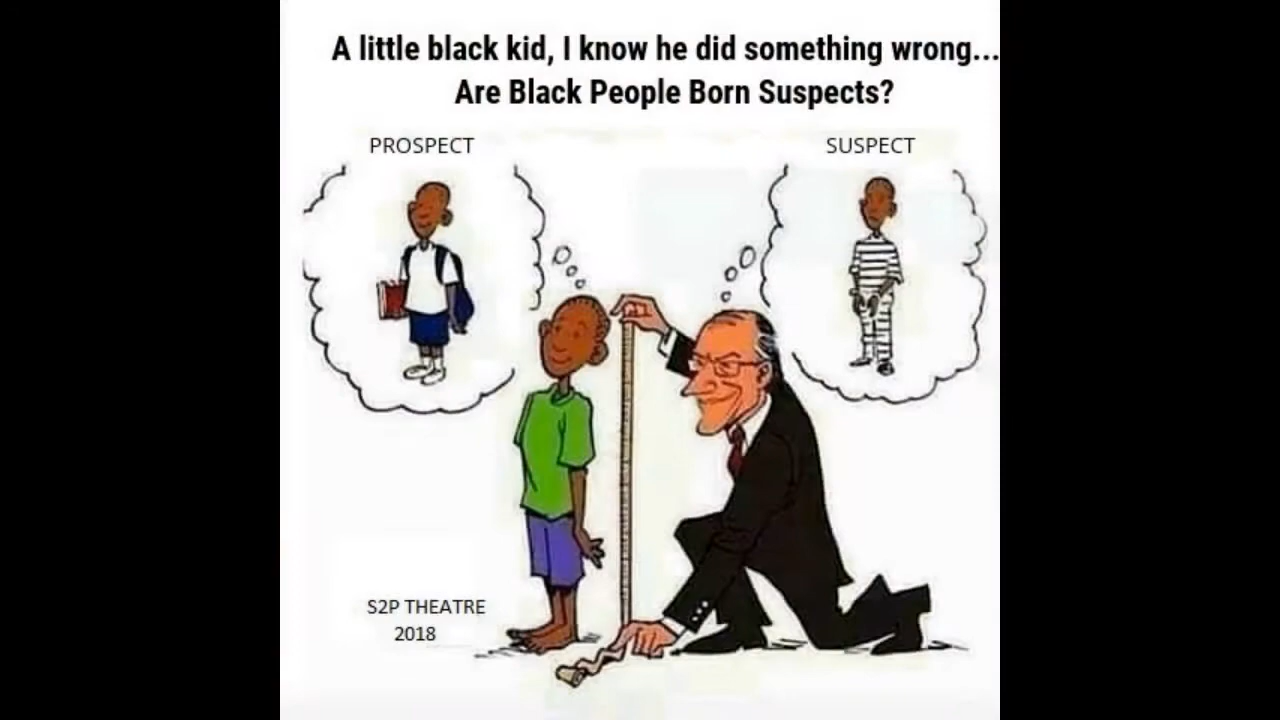 A little black kid, I know he did something wrong...
Are Black People Born Suspects?
PROSPECT
SUSPECT
S2P THEATRE
2018